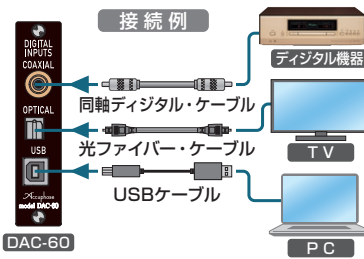 接続例
DIGITAL
INPUTS
COAXIAL
ディジタル機器
同軸ディジタル・ケーブル
OPTICAL
光ファイバー・ケーブル
TV
USB
USBケーブル
Accuphase
model DAC-60
DAC-60
PC